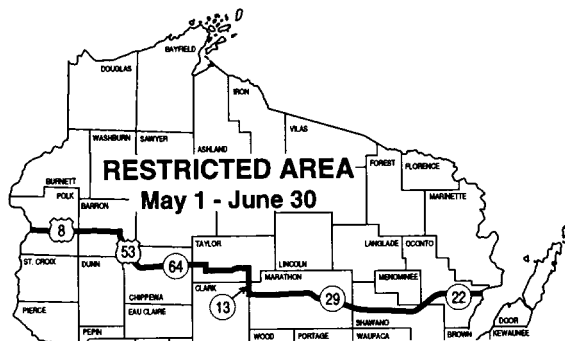 BAYFIELD
DOUGLAS
IRON
VILAS
WASHBURN
SAWYER
ASHLAND
FOREST
FLORENCE
RESTRICTED AREA
BURNETT
MARINETTE
POLK
May 1 - June 30
BARRON
8
TAYLOR
LANGLADE
OCONTO
53
ST. CROIX
DUNN
64
LINCOLN
MARATHON
MENOMINEE
CLARK
29
22
CHIPPEWA
13
PIERCE
EAU CLAIRE
SHAWANO
DOOR
PEPIN
WOOD
PORTAGE
WAUPACA
BROWN
KEWAUNEE